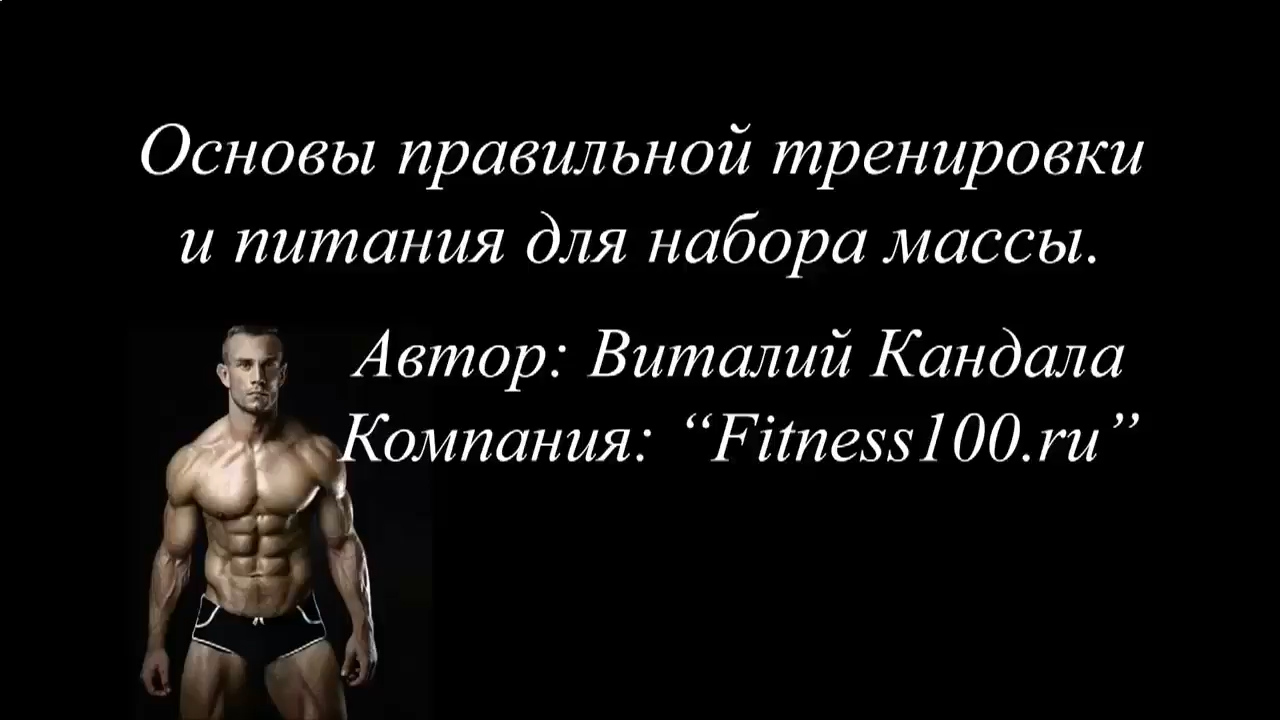 Основы правильной тренировки
и питания для набора массы.
Автор: Виталий Кандала
Компания: “Fitness100.ru”